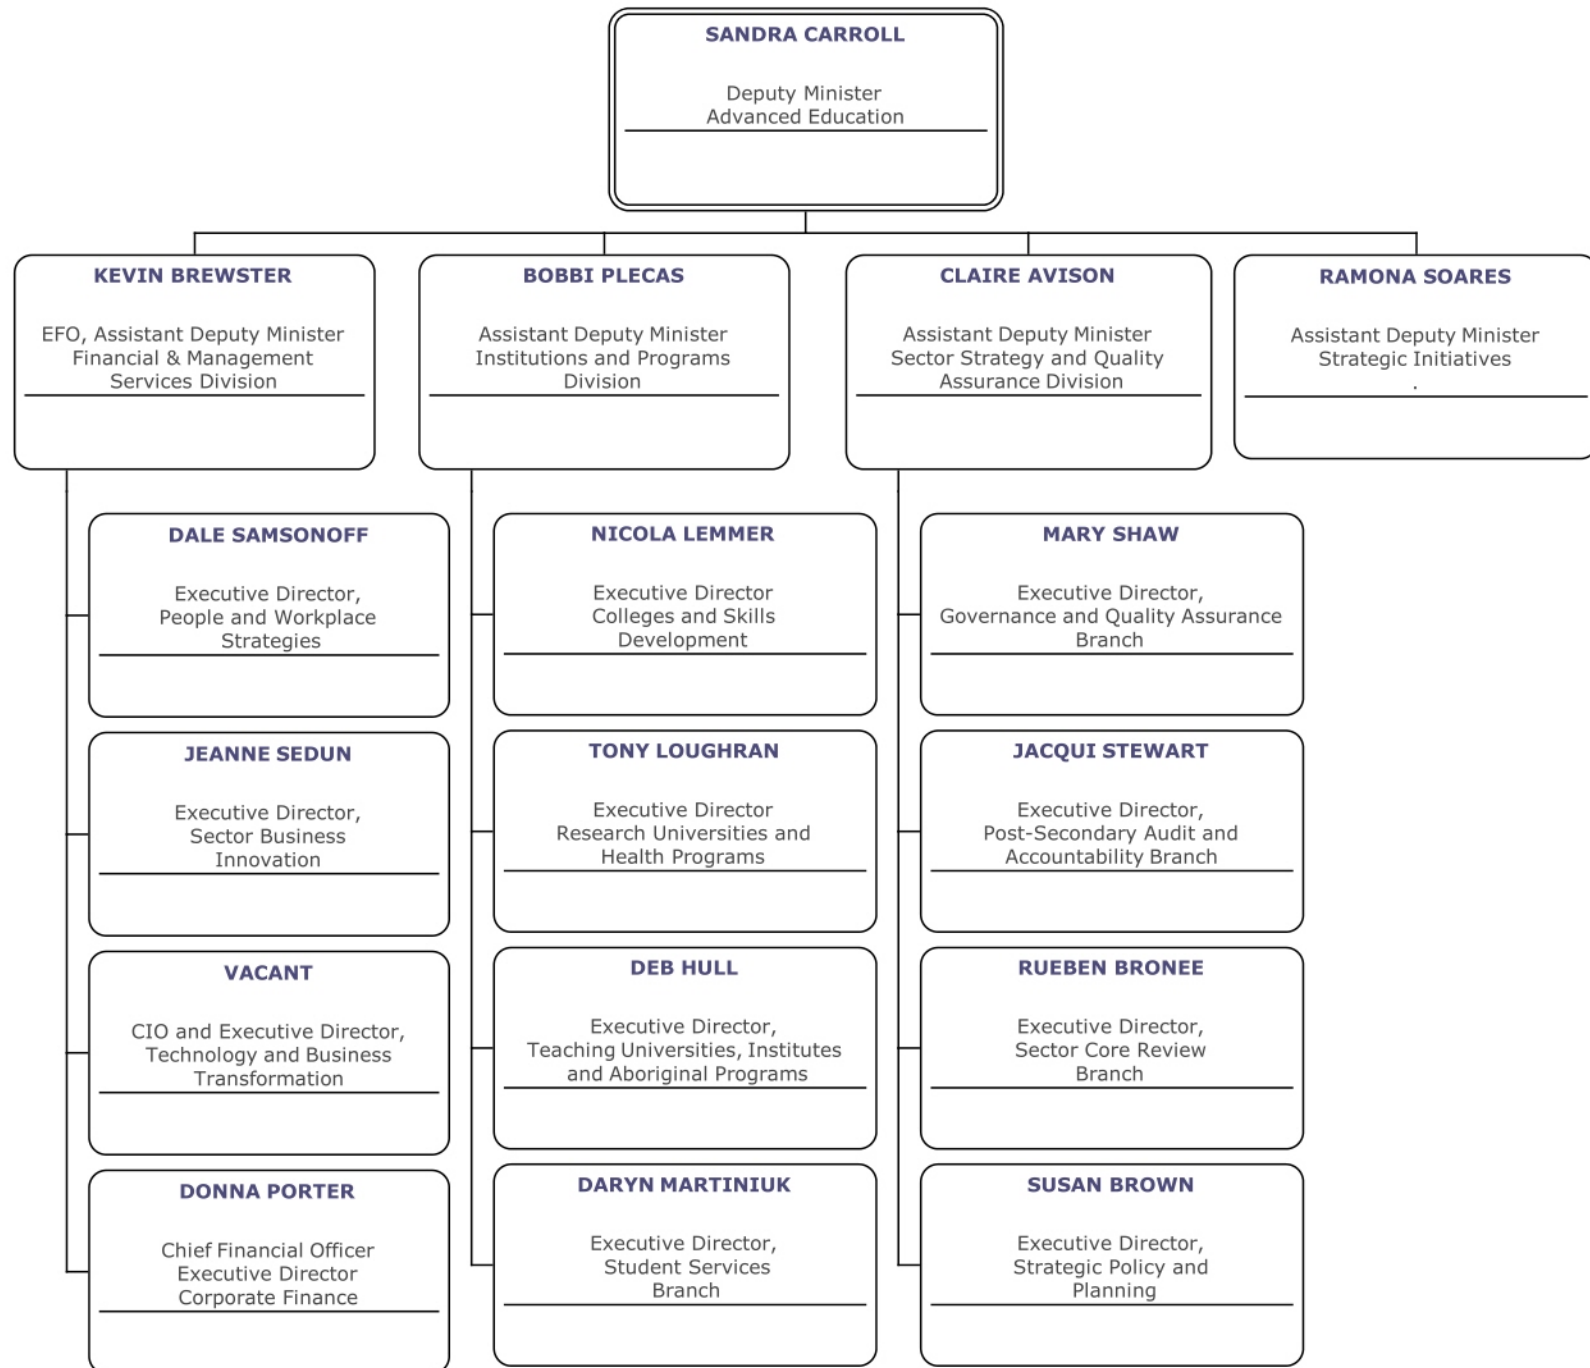 SANDRA CARROLL
Deputy Minister
Advanced Education
KEVIN BREWSTER
EFO, Assistant Deputy Minister
Financial & Management
Services Division
BOBBI PLECAS
Assistant Deputy Minister
Institutions and Programs
Division
CLAIRE AVISON
Assistant Deputy Minister
Sector Strategy and Quality
Assurance Division
RAMONA SOARES
Assistant Deputy Minister
Strategic Initiatives
.
DALE SAMSONOFF
Executive Director,
People and Workplace
Strategies
JEANNE SEDUN
Executive Director,
Sector Business
Innovation
VACANT
CIO and Executive Director,
Technology and Business
Transformation
DONNA PORTER
Chief Financial Officer
Executive Director
Corporate Finance
NICOLA LEMMER
Executive Director
Colleges and Skills
Development
TONY LOUGHRAN
Executive Director
Research Universities and
Health Programs
DEB HULL
Executive Director,
Teaching Universities, Institutes
and Aboriginal Programs
DARYN MARTINIUK
Executive Director,
Student Services
Branch
MARY SHAW
Executive Director,
Governance and Quality Assurance
Branch
JACQUI STEWART
Executive Director,
Post-Secondary Audit and
Accountability Branch
RUEBEN BRONEE
Executive Director,
Sector Core Review
Branch
SUSAN BROWN
Executive Director,
Strategic Policy and
Planning